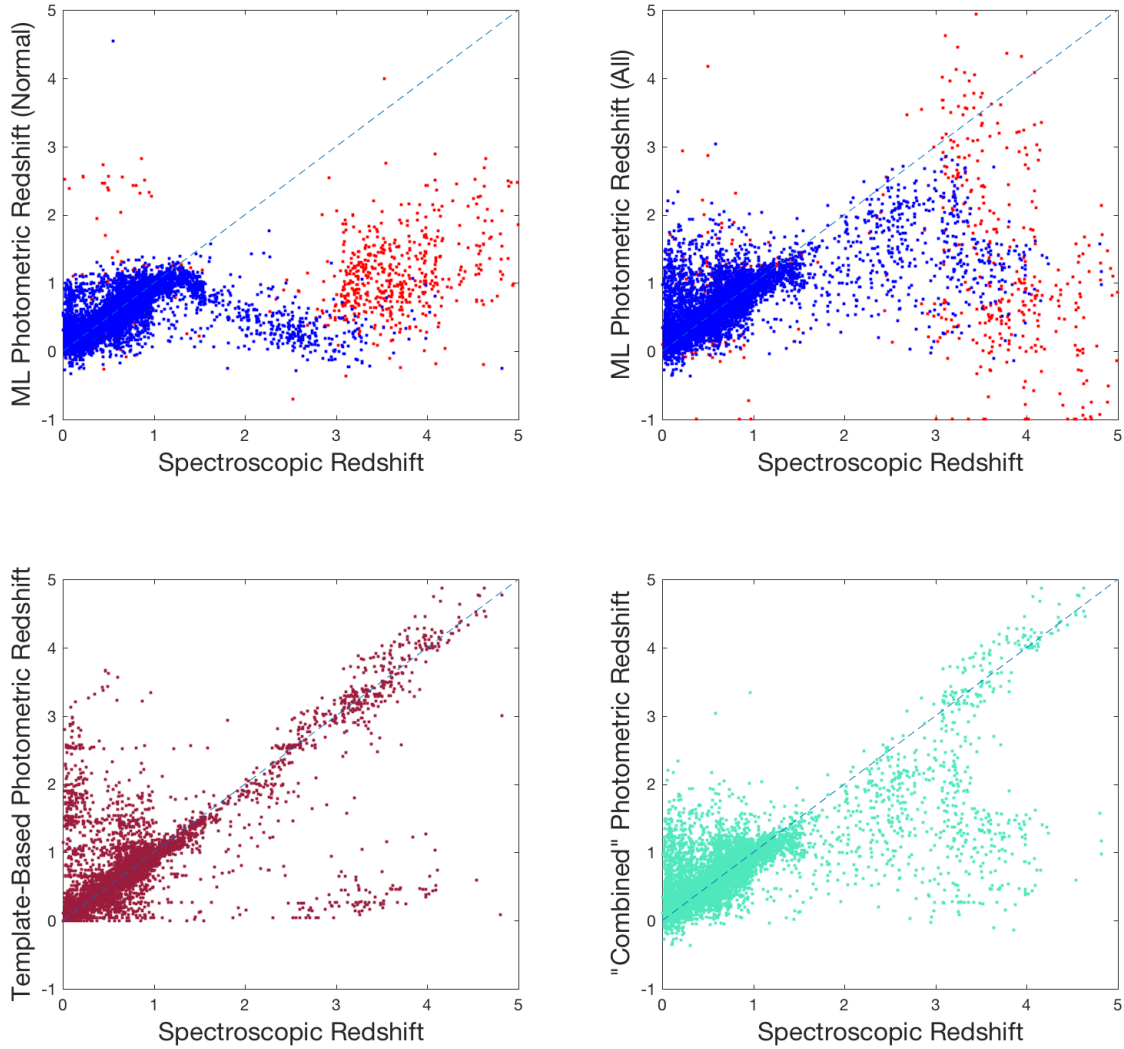 ML Photometric Redshift (Normal)
5
4
3
2
1
0
-1
0 1 2 3 4 5
Spectroscopic Redshift
ML Photometric Redshift (All)
5
4
3
2
1
0
-1
0 1 2 3 4 5
Spectroscopic Redshift
Template-Based Photometric Redshift
5
4
3
2
1
0
-1
0 1 2 3 4 5
Spectroscopic Redshift
"Combined" Photometric Redshift
5
4
3
2
1
0
-1
0 1 2 3 4 5
Spectroscopic Redshift